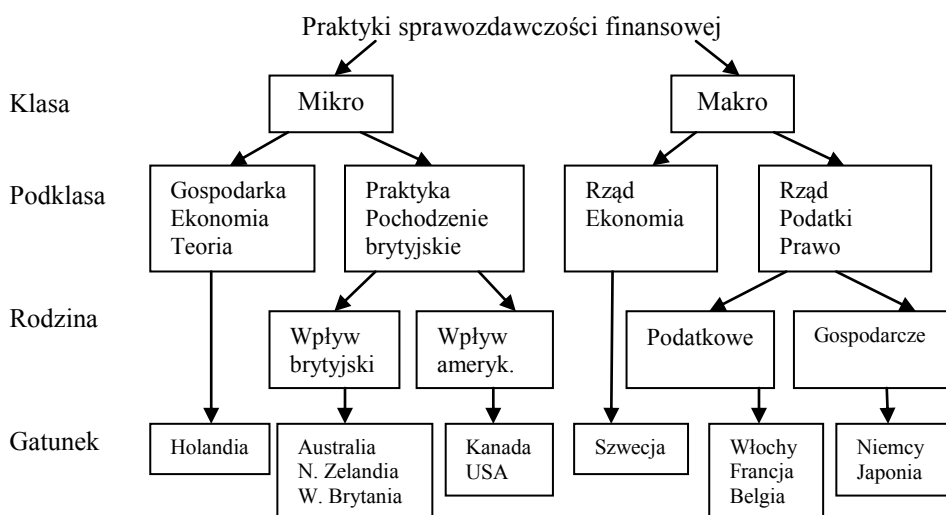 Praktyki sprawozdawczości finansowej
Klasa
Mikro
Makro
Podklasa
Gospodarka
Ekonomia
Teoria
Praktyka
Pochodzenie
brytyjskie
Rząd
Ekonomia
Rząd
Podatki
Prawo
Rodzina
Wpływ
brytyjski
Wpływ
ameryk.
Podatkowe
Gospodarcze
Gatunek
Holandia
Australia
N. Zelandia
W. Brytania
Kanada
USA
Szwecja
Włochy
Francja
Belgia
Niemcy
Japonia